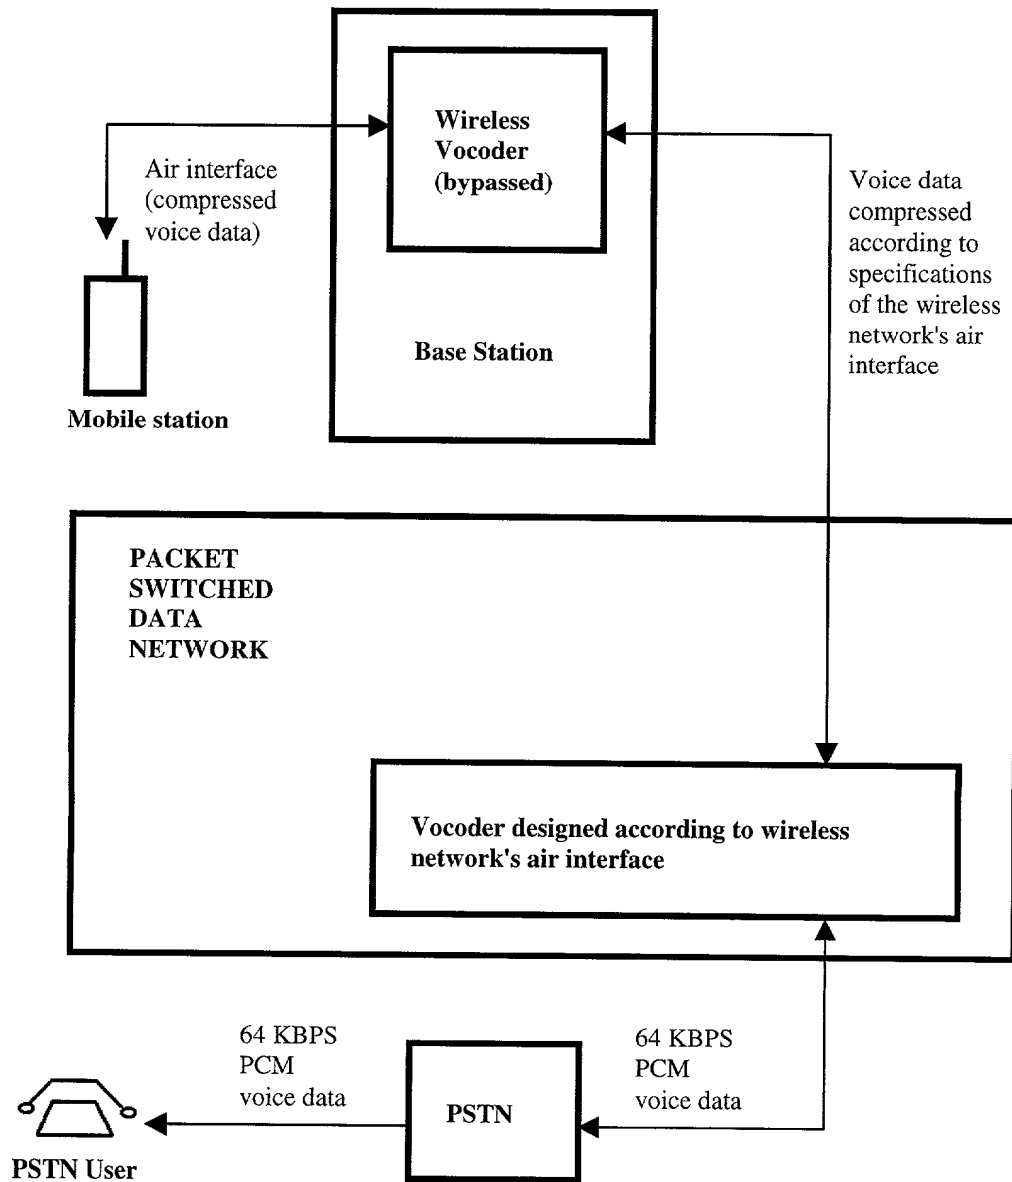 Wireless
Vocoder
(bypassed)
Air interface
(compressed
voice data)
Voice data
compressed
according to
specifications
of the wireless
network's air
interface
Base Station
Mobile station
PACKET
SWITCHED
DATA
NETWORK
Vocoder designed according to wireless
network's air interface
64 KBPS
PCM
voice data
64 KBPS
PCM
voice data
PSTN
PSTN User